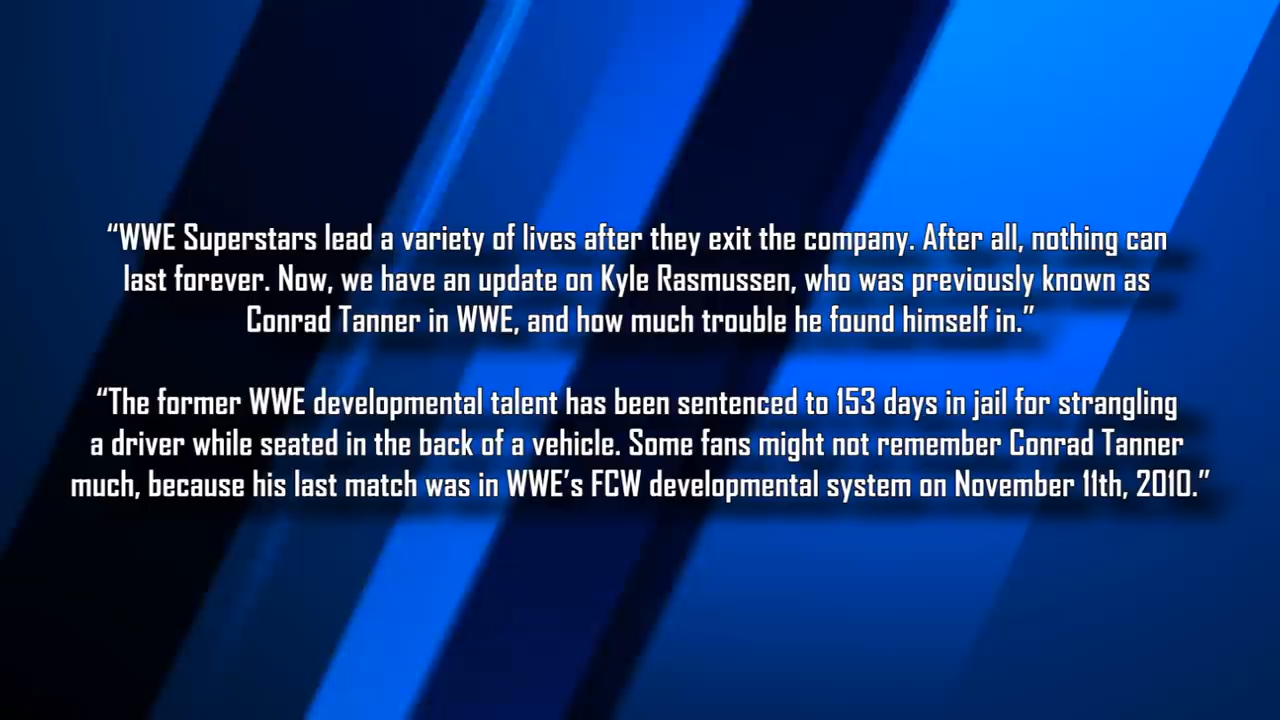 “WWE Superstars lead a variety of lives after they exit the company. After all, nothing can
last forever. Now, we have an update on Kyle Rasmussen, who was previously known as
Conrad Tanner in WWE, and how much trouble he found himself in.”
“The former WWE developmental talent has been sentenced to 153 days in jail for strangling
a driver while seated in the back of a vehicle. Some fans might not remember Conrad Tanner
much, because his last match was in WWE’s FCW developmental system on November 11th, 2010.”